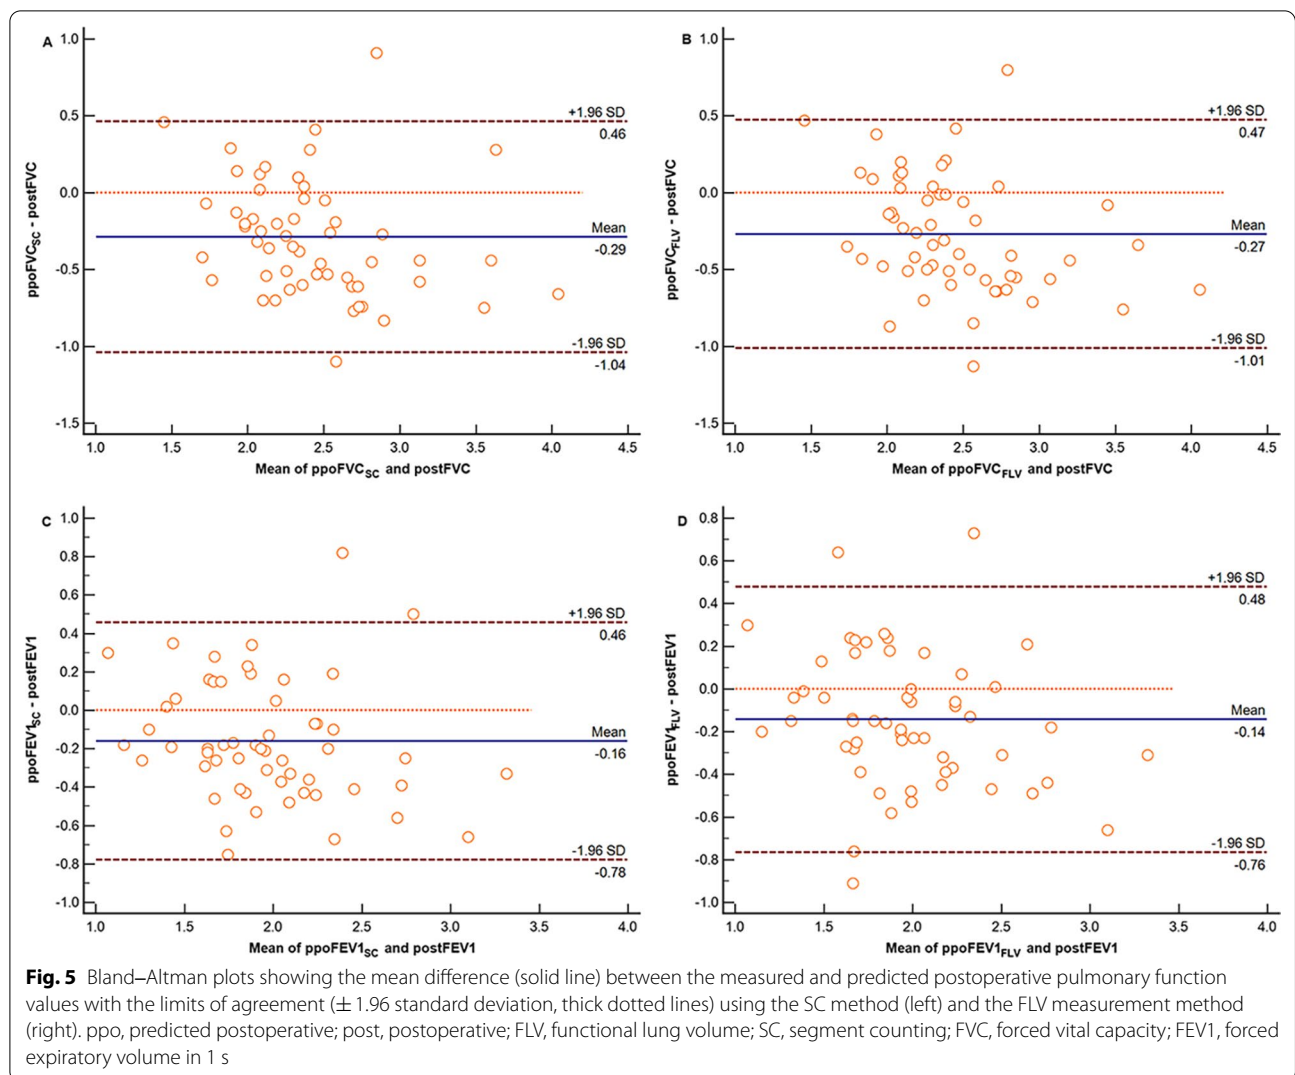 A
1.0
0.5
0.0
-0.5
-1.0
-1.5
ppoFVCSC - postFVC
+1.96 SD
0.46
Mean
-0.29
-1.96 SD
-1.04
1.0 1.5 2.0 2.5 3.0 3.5 4.0 4.5
Mean of ppoFVCSC and postFVC
B
1.0
0.5
0.0
-0.5
-1.0
-1.5
ppoFVCFLV - postFVC
+1.96 SD
0.47
Mean
-0.27
-1.96 SD
-1.01
1.0 1.5 2.0 2.5 3.0 3.5 4.0 4.5
Mean of ppoFVCFLV and postFVC
C
1.0
0.8
0.6
0.4
0.2
0.0
-0.2
-0.4
-0.6
-0.8
-1.0
ppoFEV1SC - postFEV1
+1.96 SD
0.46
Mean
-0.16
-1.96 SD
-0.78
1.0 1.5 2.0 2.5 3.0 3.5 4.0
Mean of ppoFEV1SC and postFEV1
D
0.8
0.6
0.4
0.2
0.0
-0.2
-0.4
-0.6
-0.8
-1.0
ppoFEV1FLV - postFEV1
+1.96 SD
0.48
Mean
-0.14
-1.96 SD
-0.76
1.0 1.5 2.0 2.5 3.0 3.5 4.0
Mean of ppoFEV1FLV and postFEV1
Fig. 5 Bland–Altman plots showing the mean difference (solid line) between the measured and predicted postoperative pulmonary function
values with the limits of agreement (± 1.96 standard deviation, thick dotted lines) using the SC method (left) and the FLV measurement method
(right). ppo, predicted postoperative; post, postoperative; FLV, functional lung volume; SC, segment counting; FVC, forced vital capacity; FEV1, forced
expiratory volume in 1 s